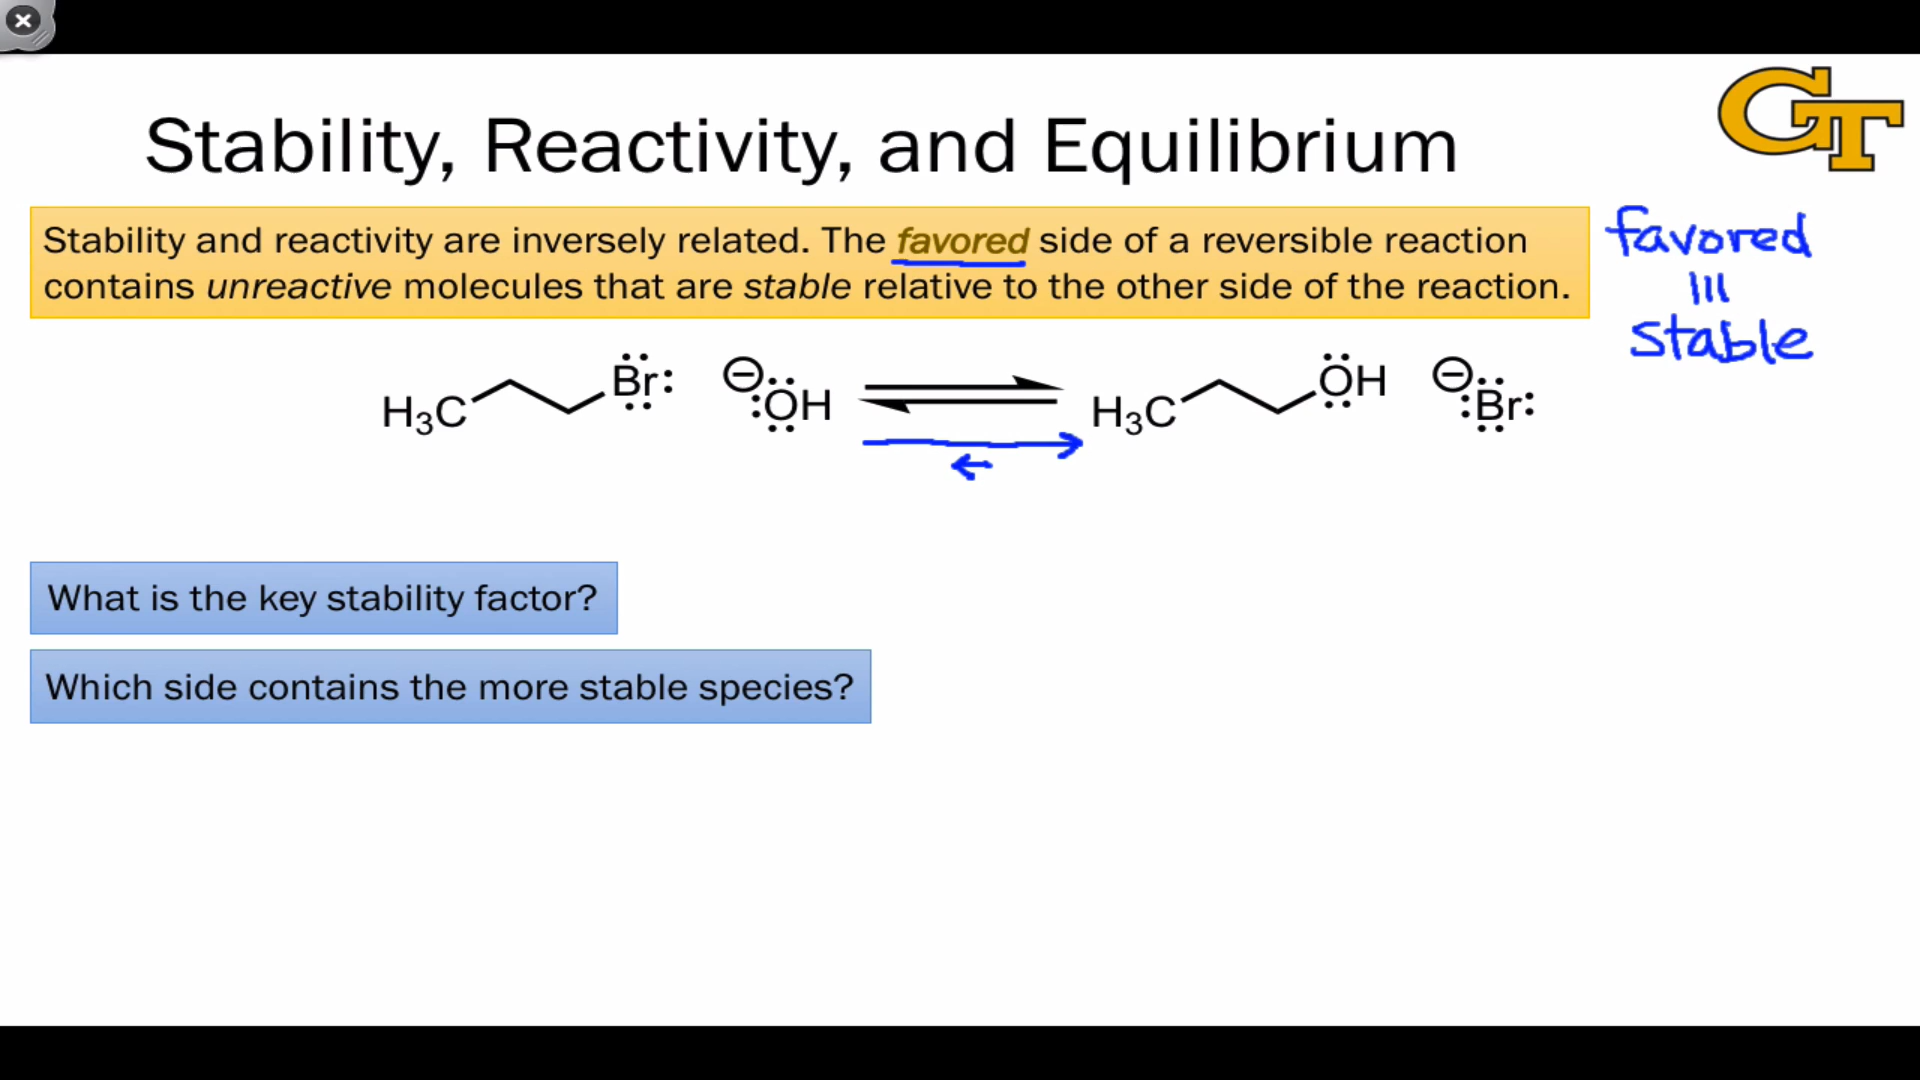 GT
Stability, Reactivity, and Equilibrium
Stability and reactivity are inversely related. The favored side of a reversible reaction
contains unreactive molecules that are stable relative to the other side of the reaction.
favored
stable
H₃C Br ⊖ OH H₃C OH ⊖ Br
What is the key stability factor?
Which side contains the more stable species?